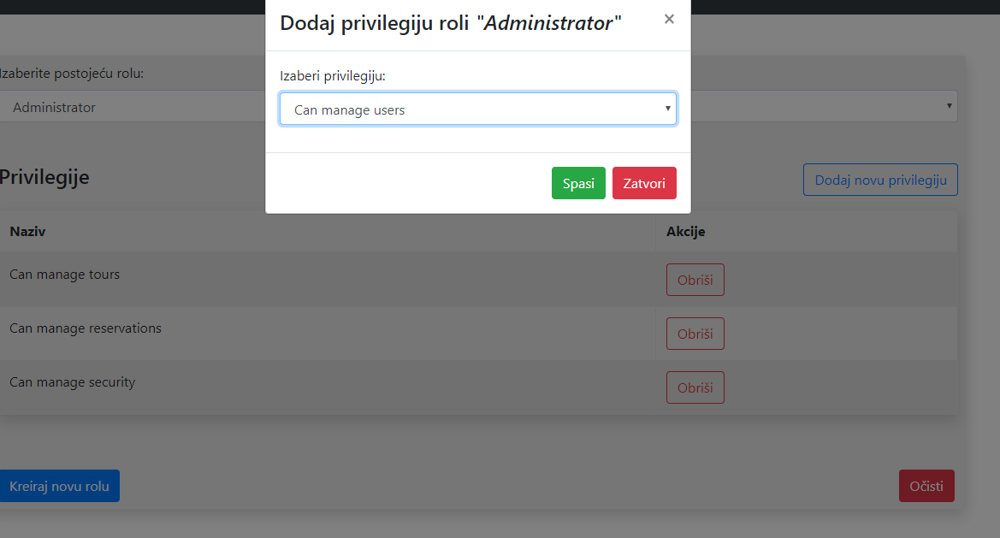 Dodaj privilegiju roli "Administrator"
×
Izaberi privilegiju:
Can manage users
Spasi
Zatvori
Izaberite postojeću rolu:
Administrator
Privilegije
Dodaj novu privilegiju
Naziv
Akcije
Can manage tours
Obriši
Can manage reservations
Obriši
Can manage security
Obriši
Kreiraj novu rolu
Očisti